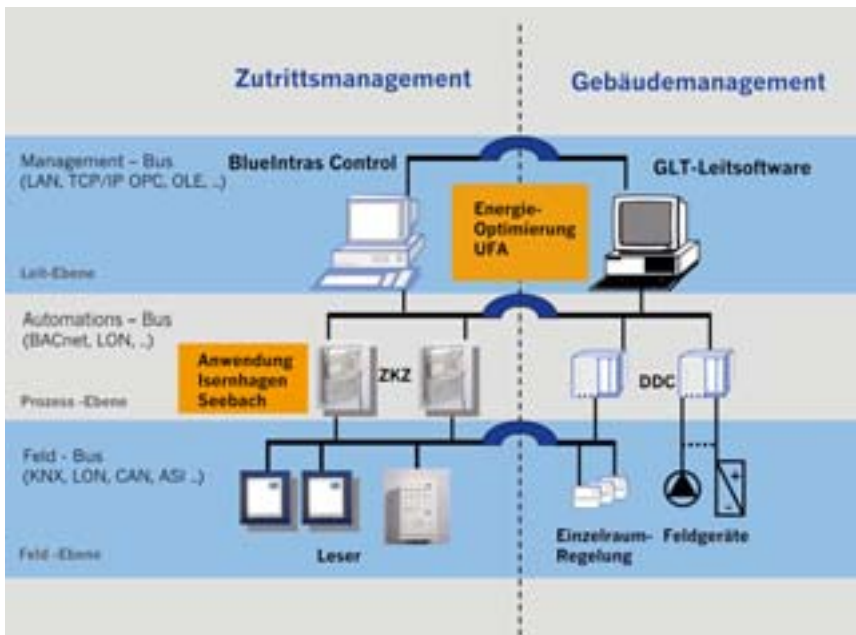 Zutrittsmanagement
Gebäudemanagement
Management – Bus
(LAN, TCP/IP OPC, OLE, ..)
BlueIntras Control
GLT-Leitsoftware
Energie-
Optimierung
UFA
Leit-Ebene
Automations – Bus
(BACnet, LON, ..)
Anwendung
Isernhagen
Seebach
ZKZ
DDC
Prozess -Ebene
Feld - Bus
(KNX, LON, CAN, ASI ..)
Leser
Einzelraum-
Regelung
Feldgeräte
Feld -Ebene
+
-